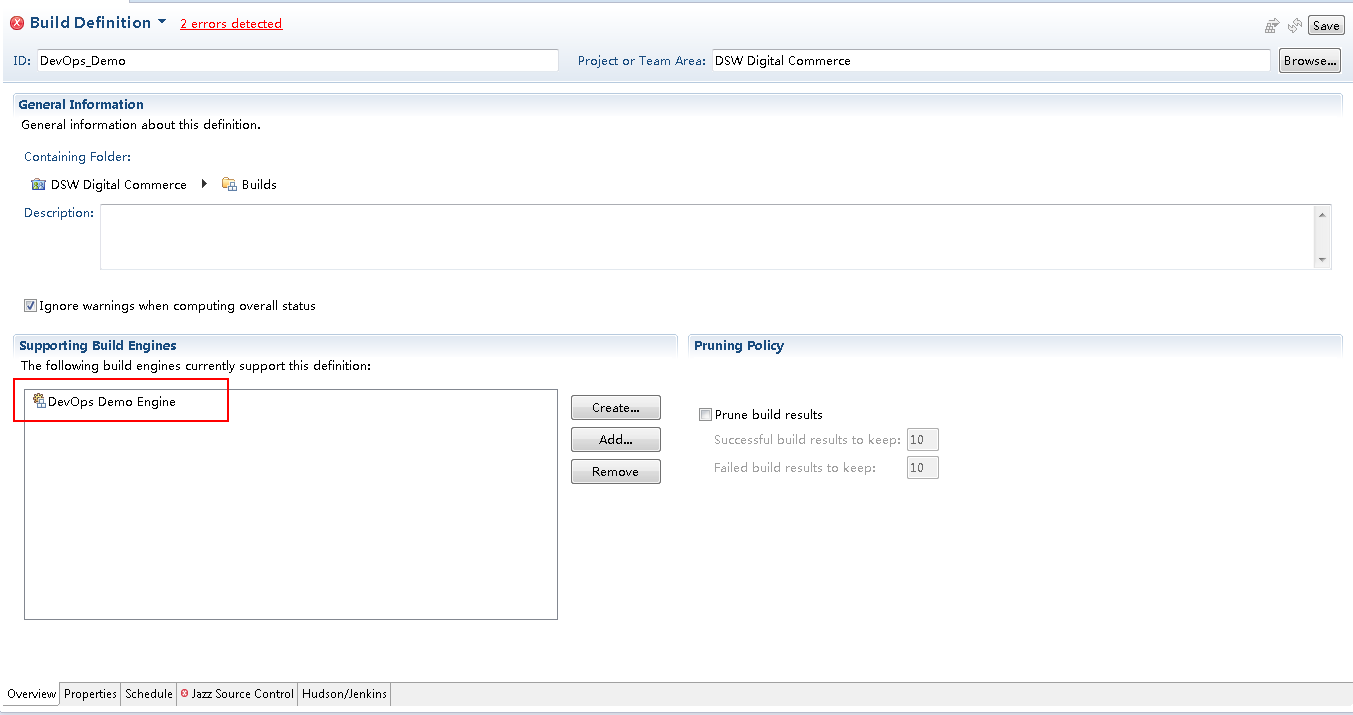 Build Definition 2 errors detected Save
ID: DevOps_Demo Project or Team Area: DSW Digital Commerce Browse...
General Information
General information about this definition.
Containing Folder:
DSW Digital Commerce Builds
Description:
Ignore warnings when computing overall status
Supporting Build Engines Pruning Policy
The following build engines currently support this definition:
DevOps Demo Engine
Create...
Prune build results
Add...
Successful build results to keep: 10
Remove
Failed build results to keep: 10
Overview Properties Schedule Jazz Source Control Hudson/Jenkins